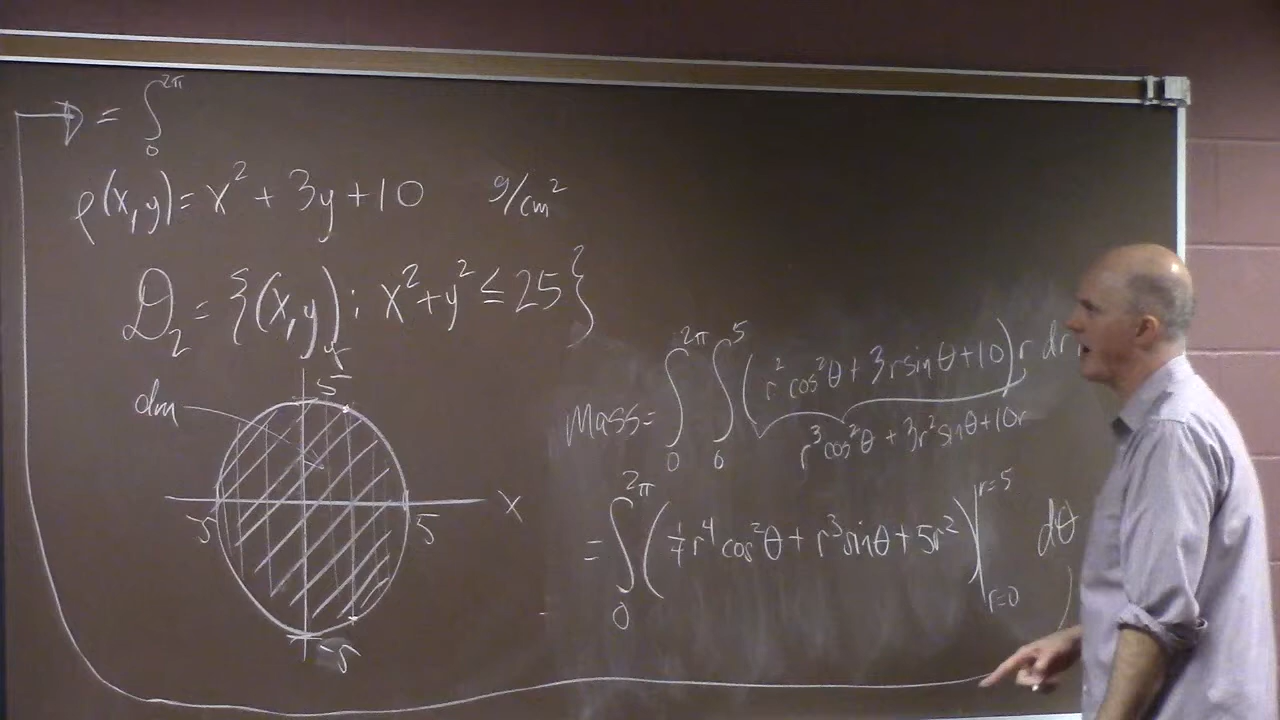 = ∫₀^2π
ρ(x,y) = x² + 3y + 10 g/cm²
D₂ = {(x,y) : x² + y² ≤ 25}
5
dm
x
-5
5
-5
Mass = ∫₀^2π ∫₀^5 (r² cos²θ + 3r sinθ + 10) r dr
r³ cos²θ + 3r² sinθ + 10r
= ∫₀^2π (¼ r⁴ cos²θ + r³ sinθ + 5r²) |_{r=0}^{r=5} dθ